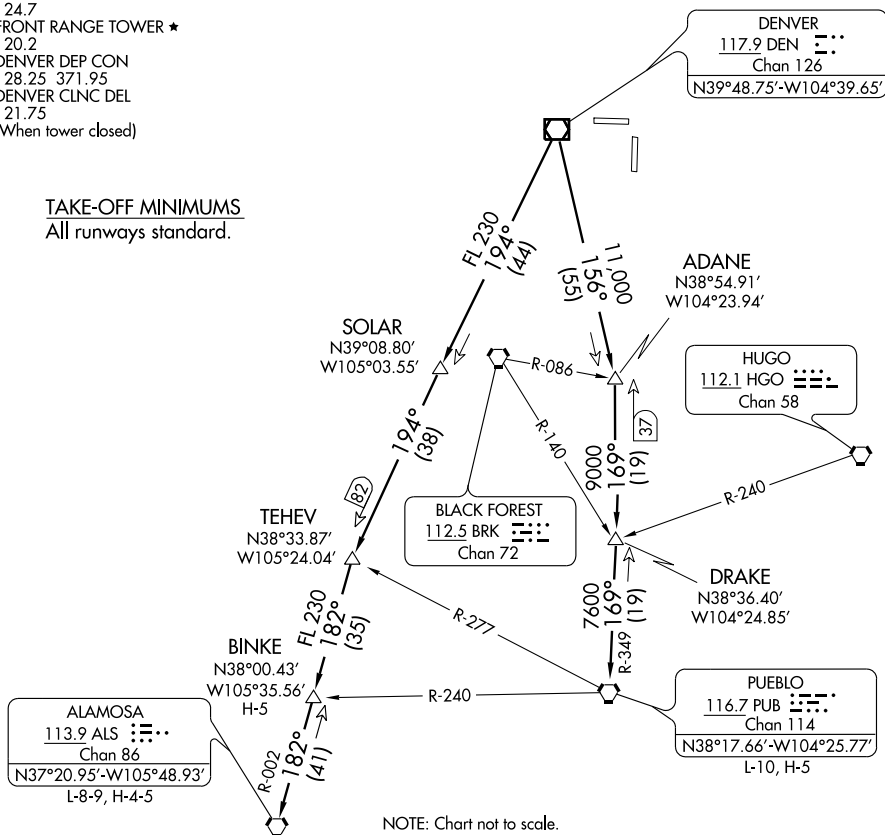 24.7
FRONT RANGE TOWER ★
20.2
DENVER DEP CON
28.25 371.95
DENVER CLNC DEL
21.75
(When tower closed)
TAKE-OFF MINIMUMS
All runways standard.
DENVER
117.9 DEN
Chan 126
N39°48.75'-W104°39.65'
FL 230
194°
(44)
11,000
156°
(55)
ADANE
N38°54.91'
W104°23.94'
SOLAR
N39°08.80'
W105°03.55'
R-086
HUGO
112.1 HGO
Chan 58
194°
(38)
R-140
37
9000
169°
(19)
R-240
82
BLACK FOREST
112.5 BRK
Chan 72
TEHEV
N38°33.87'
W105°24.04'
DRAKE
N38°36.40'
W104°24.85'
FL 230
182°
(35)
R-277
7600
169°
(19)
R-349
BINKE
N38°00.43'
W105°35.56'
H-5
R-240
PUEBLO
116.7 PUB
Chan 114
N38°17.66'-W104°25.77'
L-10, H-5
ALAMOSA
113.9 ALS
Chan 86
N37°20.95'-W105°48.93'
L-8-9, H-4-5
R-002
182°
(41)
NOTE: Chart not to scale.